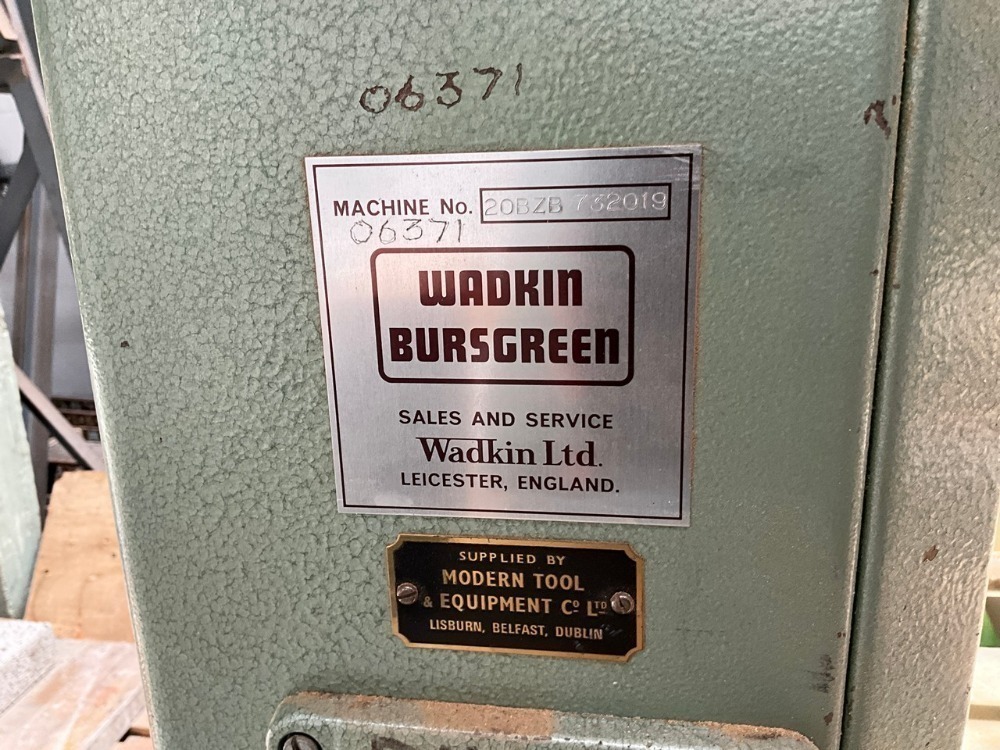 06371
MACHINE No. 20BZB 732019
06371
WADKIN
BURSGREEN
SALES AND SERVICE
Wadkin Ltd.
LEICESTER, ENGLAND.
SUPPLIED BY
MODERN TOOL
& EQUIPMENT Cº LTD
LISBURN, BELFAST, DUBLIN